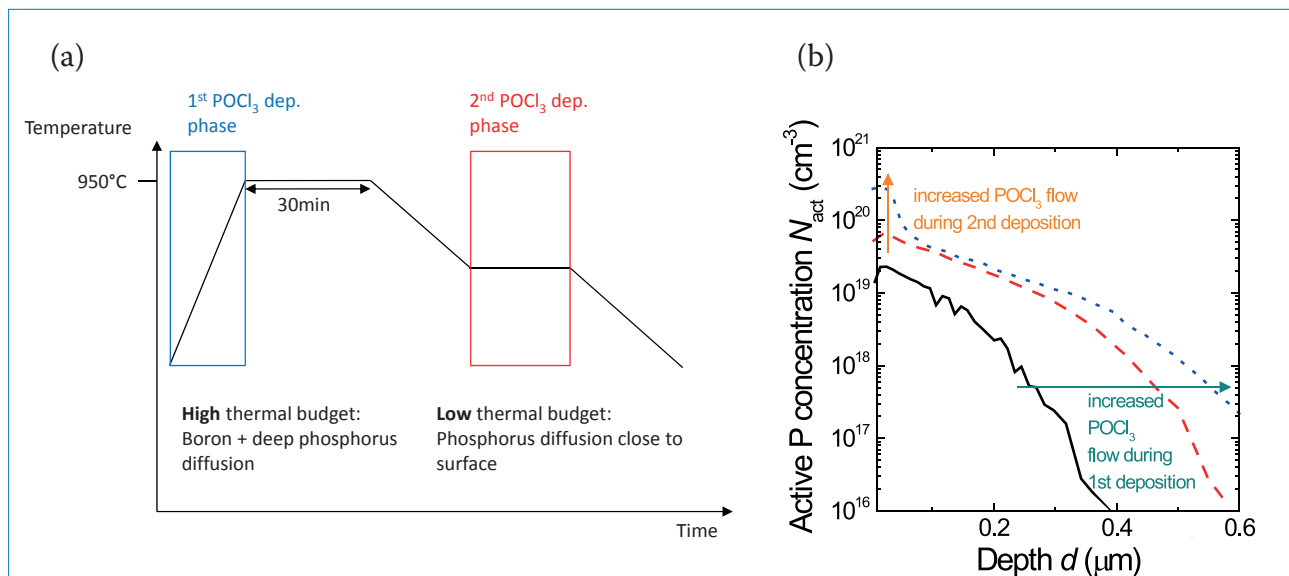 (a)
1st POCl3 dep.
phase
2nd POCl3 dep.
phase
Temperature
950°C
30min
High thermal budget:
Boron + deep phosphorus
diffusion
Low thermal budget:
Phosphorus diffusion close to
surface
Time
(b)
Active P concentration Nact (cm-3)
10^21
10^20
10^19
10^18
10^17
10^16
increased POCl3 flow
during 2nd deposition
increased
POCl3
flow during
1st deposition
0.2 0.4 0.6
Depth d (µm)